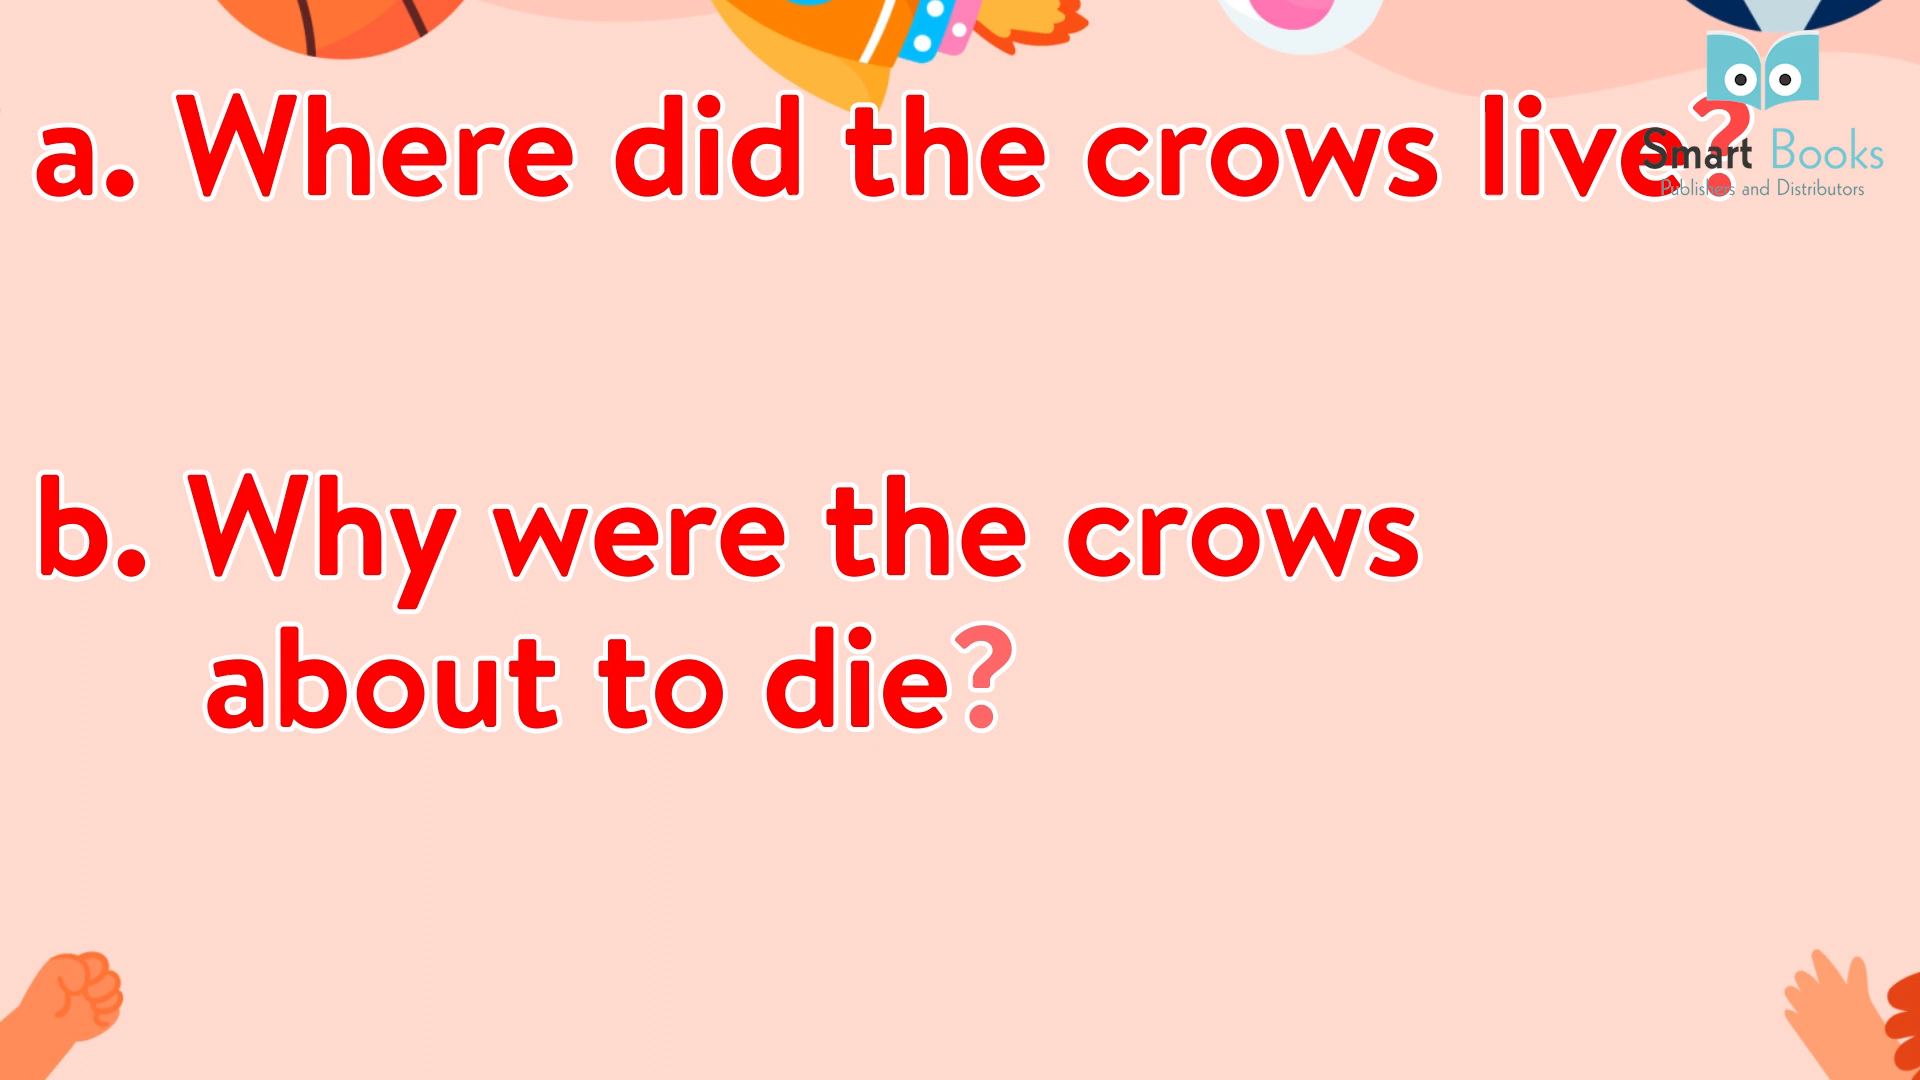 a. Where did the crows live?
Smart Books
Publishers and Distributors
b. Why were the crows
about to die?